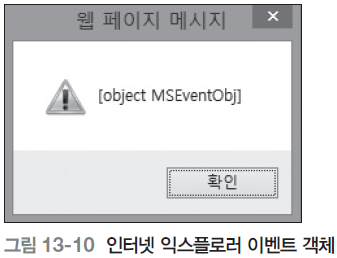 웹 페이지 메시지
[object MSEventObj]
확인
그림 13-10 인터넷 익스플로러 이벤트 객체